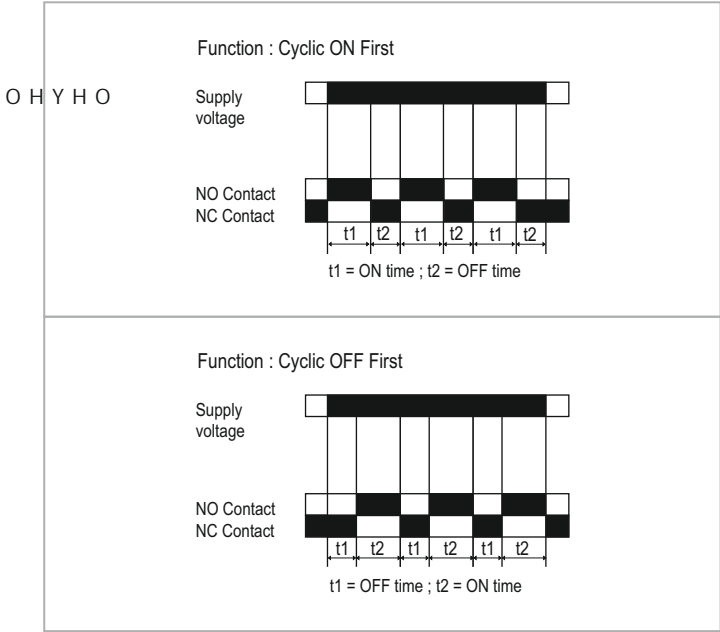 Function : Cyclic ON First
O H Y H O
Supply
voltage
NO Contact
NC Contact
t1 t2 t1 t2 t1 t2
t1 = ON time ; t2 = OFF time
Function : Cyclic OFF First
Supply
voltage
NO Contact
NC Contact
t1 t2 t1 t2 t1 t2
t1 = OFF time ; t2 = ON time